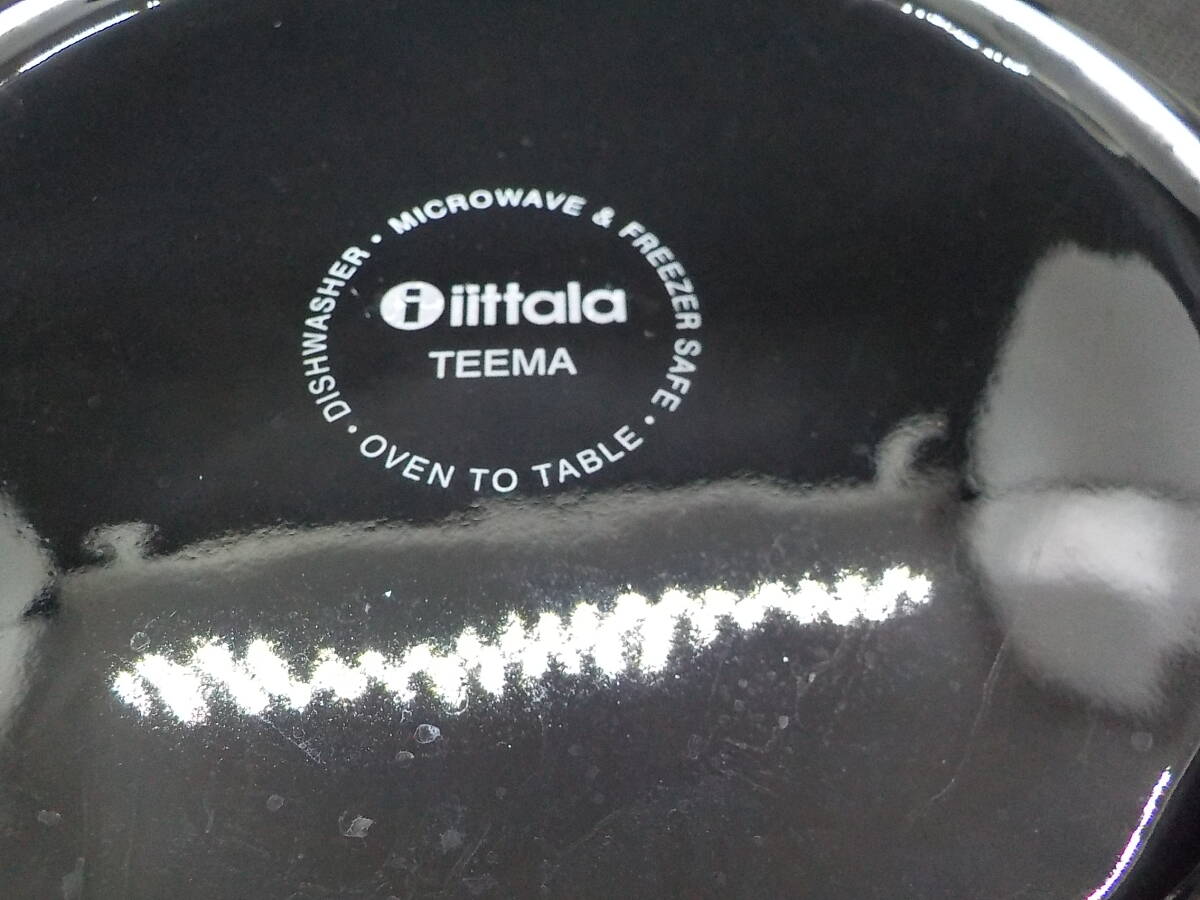 DISHWASHER • MICROWAVE & FREEZER SAFE • OVEN TO TABLE •
i iittala
TEEMA